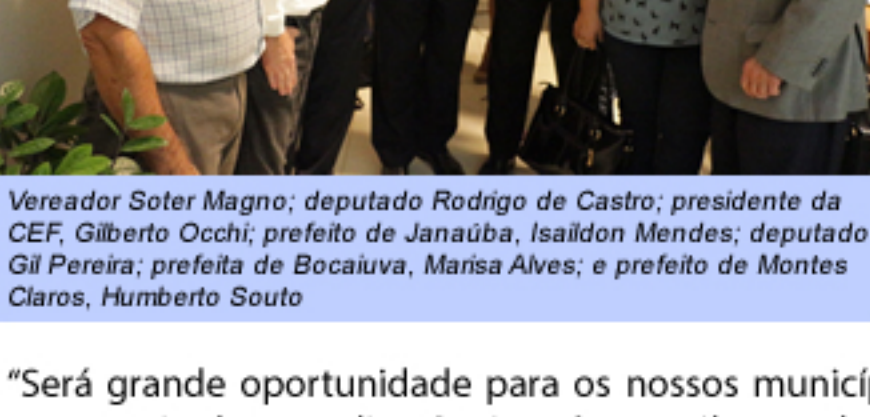 Vereador Soter Magno; deputado Rodrigo de Castro; presidente da
CEF, Gilberto Occhi; prefeito de Janaúba, Isaildon Mendes; deputado
Gil Pereira; prefeita de Bocaiuva, Marisa Alves; e prefeito de Montes
Claros, Humberto Souto
“Será grande oportunidade para os nossos municíp